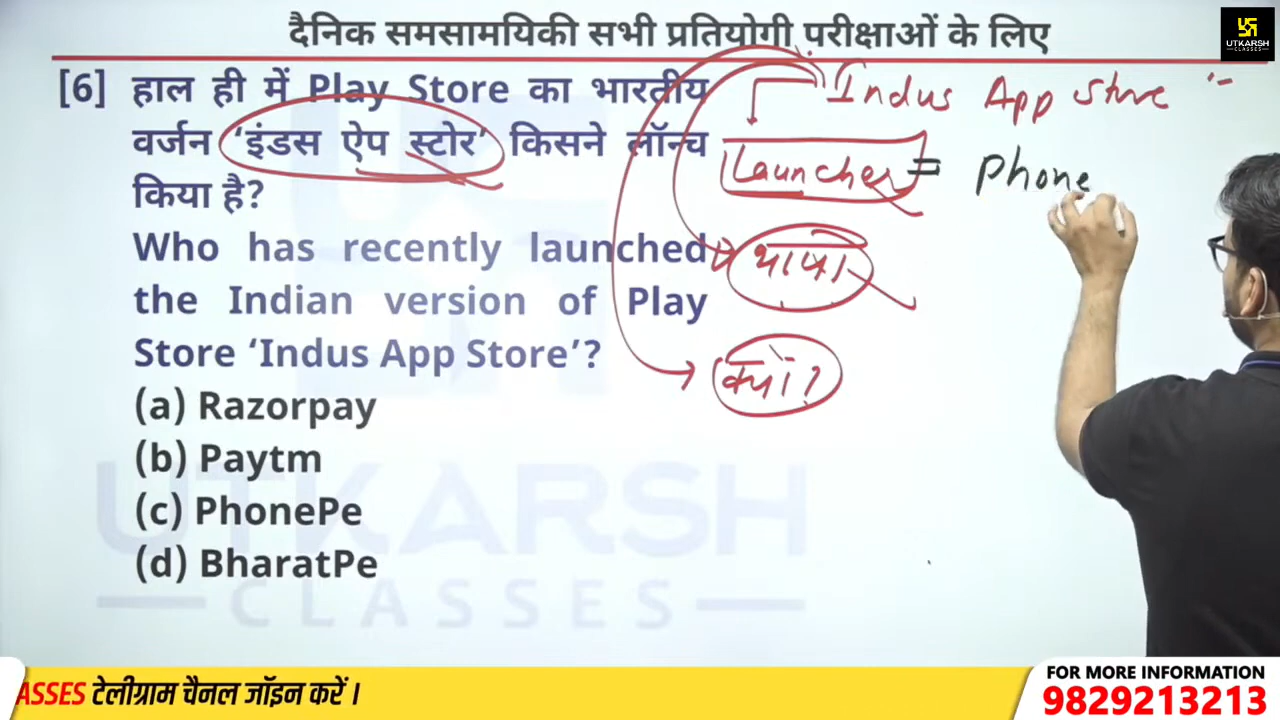 दैनिक समसामयिकी सभी प्रतियोगी परीक्षाओं के लिए
UTKARSH
CLASSES
[6] हाल ही में Play Store का भारतीय
वर्जन ‘इंडस ऐप स्टोर’ किसने लॉन्च
किया है?
Who has recently launched
the Indian version of Play
Store ‘Indus App Store’?
(a) Razorpay
(b) Paytm
(c) PhonePe
(d) BharatPe
Indus App Store :-
Launcher = Phone
क्यों?
UTKARSH
CLASSES
ASSES टेलीग्राम चैनल जॉइन करें।
FOR MORE INFORMATION
9829213213